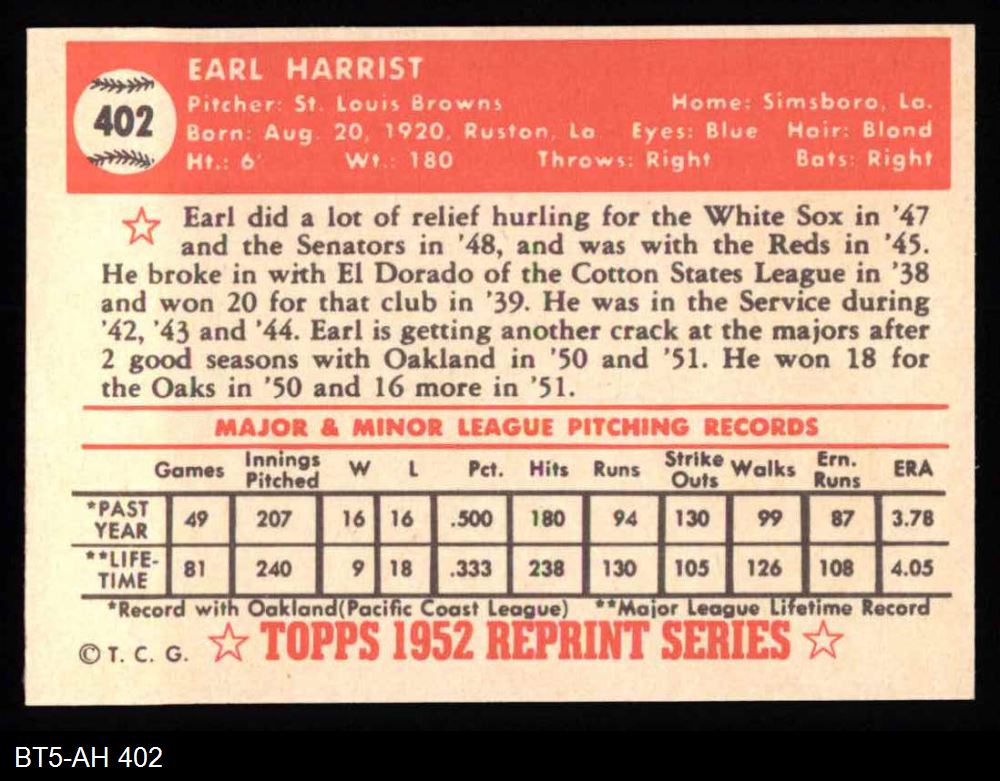 402
EARL HARRIST
Pitcher: St. Louis Browns Home: Simsboro, La.
Born: Aug. 20, 1920, Ruston, La Eyes: Blue Hair: Blond
Ht.: 6' Wt.: 180 Throws: Right Bats: Right
Earl did a lot of relief hurling for the White Sox in '47
and the Senators in '48, and was with the Reds in '45.
He broke in with El Dorado of the Cotton States League in '38
and won 20 for that club in '39. He was in the Service during
'42, '43 and '44. Earl is getting another crack at the majors after
2 good seasons with Oakland in '50 and '51. He won 18 for
the Oaks in '50 and 16 more in '51.
MAJOR & MINOR LEAGUE PITCHING RECORDS
Games Innings Pitched W L Pct. Hits Runs Strike Outs Walks Ern. Runs ERA
*PAST YEAR 49 207 16 16 .500 180 94 130 99 87 3.78
**LIFE-TIME 81 240 9 18 .333 238 130 105 126 108 4.05
*Record with Oakland(Pacific Coast League) **Major League Lifetime Record
© T. C. G. TOPPS 1952 REPRINT SERIES
BT5-AH 402